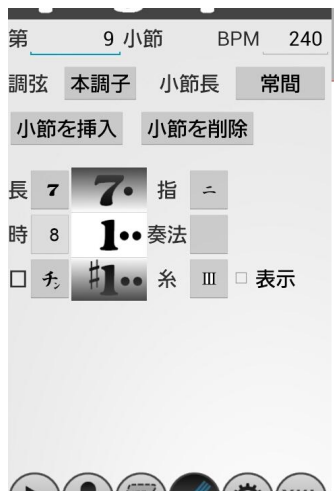 第 9 小節 BPM 240
調弦 本調子 小節長 常間
小節を挿入 小節を削除
長 7 7• 指 ニ
時 8 1•• 奏法
口 チン ♯1•• 糸 III □ 表示